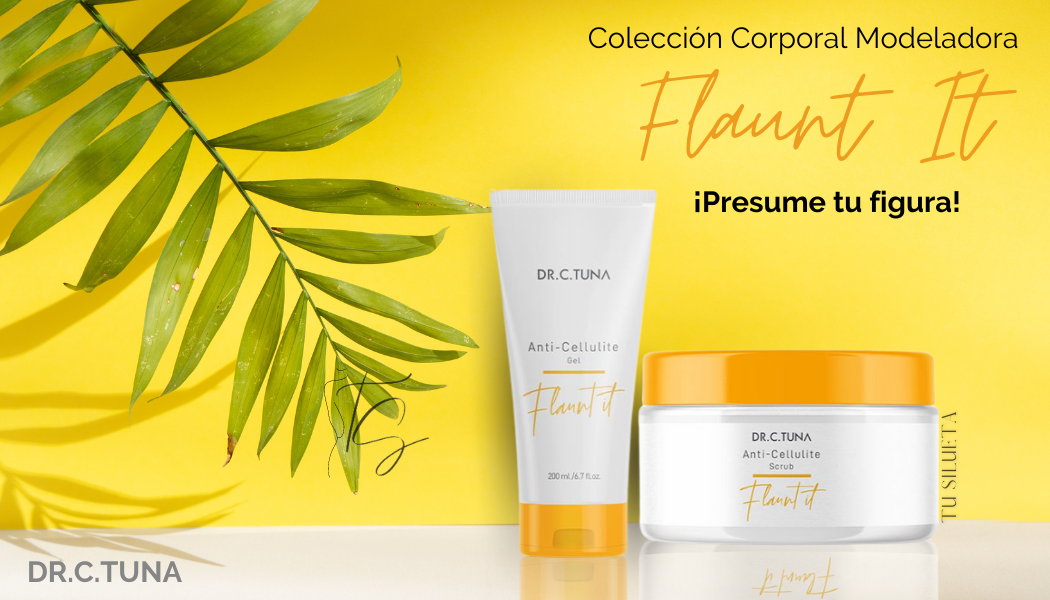 Colección Corporal Modeladora
Flaunt It
¡Presume tu figura!
DR.C.TUNA
Anti-Cellulite
Gel
Flaunt it
200 ml./6.7 fl.oz.
DR.C.TUNA
Anti-Cellulite
Scrub
Flaunt it
TU SILUETA
DR.C.TUNA